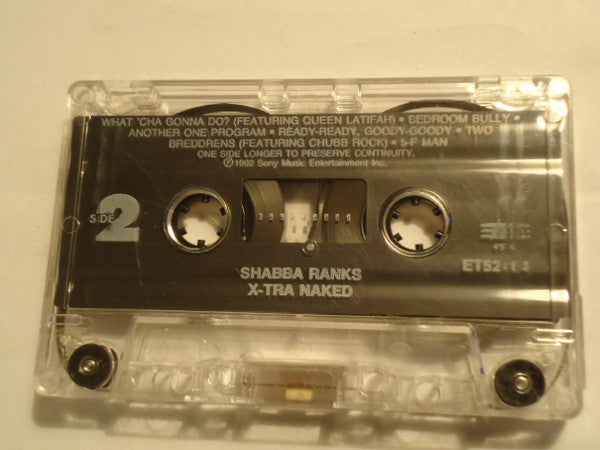 WHAT 'CHA GONNA DO? (FEATURING QUEEN LATIFAH) • BEDROOM BULLY •
ANOTHER ONE PROGRAM • READY-READY, GOODY-GOODY • TWO
BREDDRENS (FEATURING CHUBB ROCK) • 5-F MAN
ONE SIDE LONGER TO PRESERVE CONTINUITY.
℗1992 Sony Music Entertainment Inc.
SIDE 2
epic
SHABBA RANKS
X-TRA NAKED